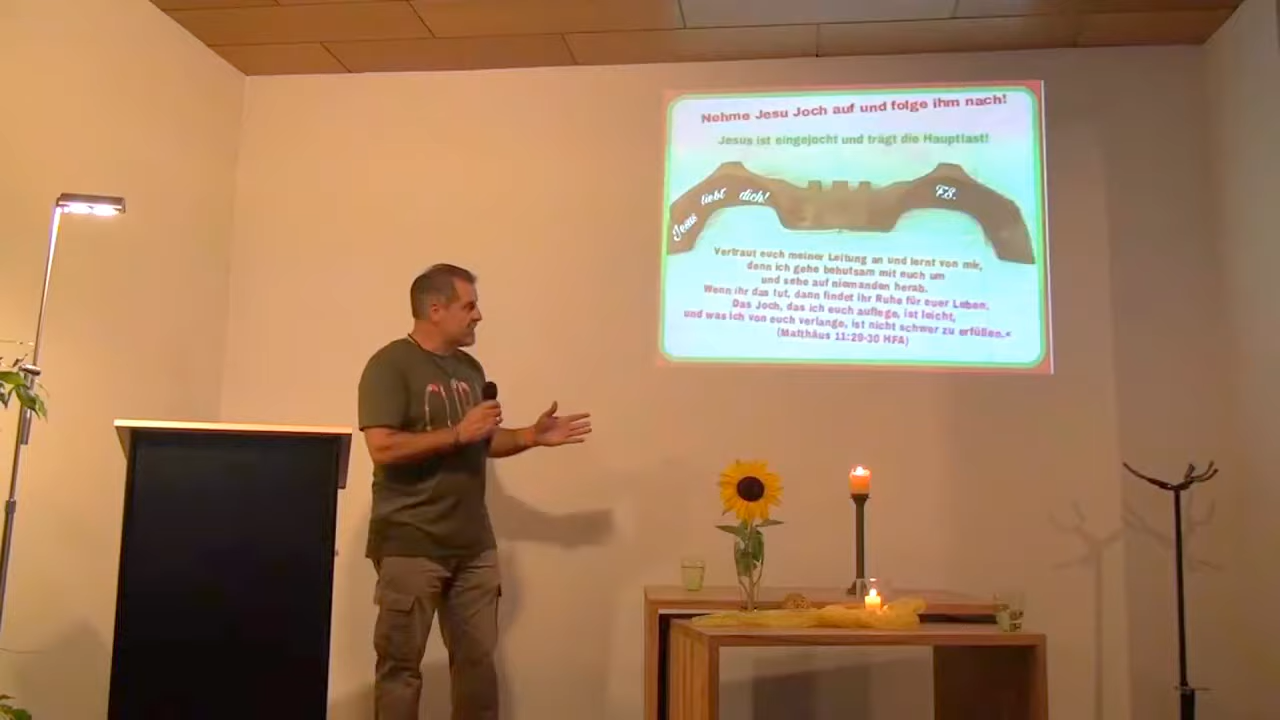 Nehme Jesu Joch auf und folge ihm nach!
Jesus ist eingejocht und trägt die Hauptlast!
Jesus liebt dich!
F.S.
Vertraut euch meiner Leitung an und lernt von mir,
denn ich gehe behutsam mit euch um
und sehe auf niemanden herab.
Wenn ihr das tut, dann findet ihr Ruhe für euer Leben.
Das Joch, das ich euch auflege, ist leicht,
und was ich von euch verlange, ist nicht schwer zu erfüllen.«
(Matthäus 11:29-30 HFA)